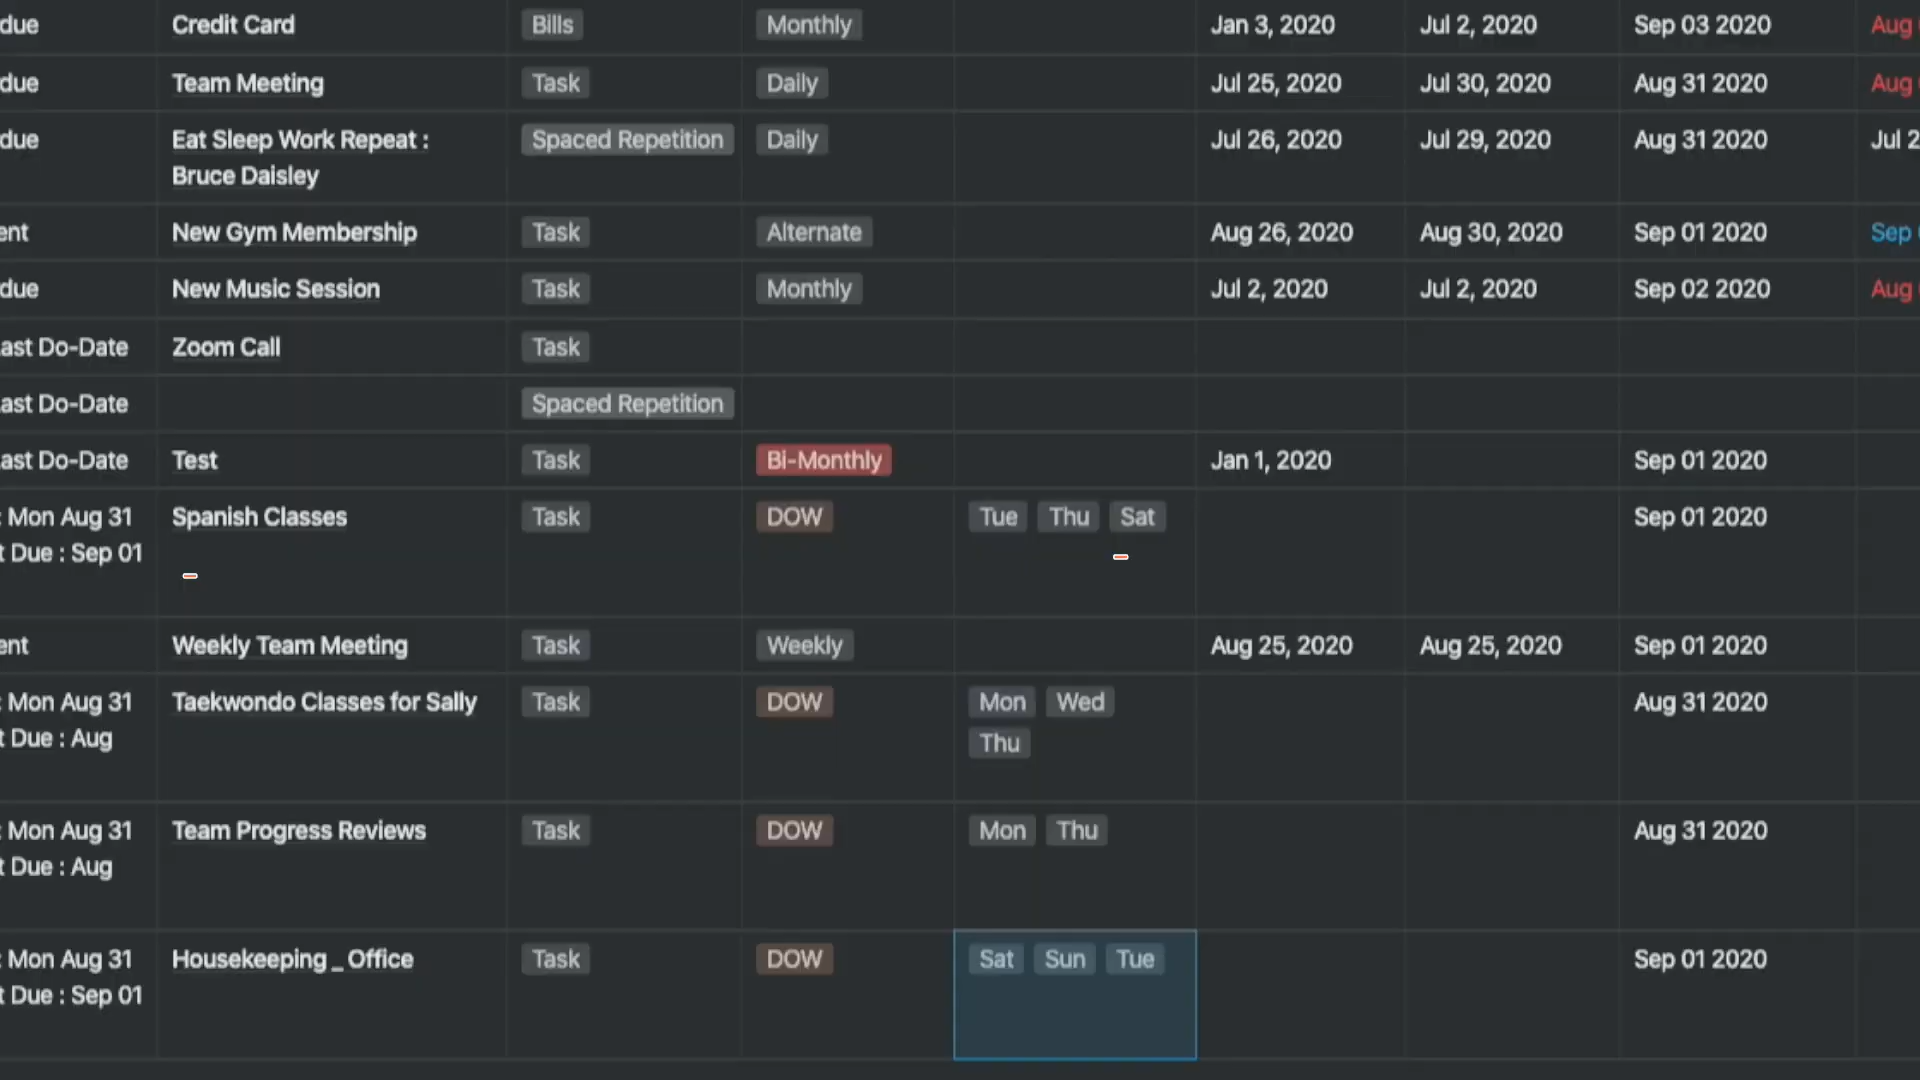 due Credit Card Bills Monthly Jan 3, 2020 Jul 2, 2020 Sep 03 2020 Aug
due Team Meeting Task Daily Jul 25, 2020 Jul 30, 2020 Aug 31 2020 Aug
due Eat Sleep Work Repeat : Spaced Repetition Daily Jul 26, 2020 Jul 29, 2020 Aug 31 2020 Jul 2
Bruce Daisley
ent New Gym Membership Task Alternate Aug 26, 2020 Aug 30, 2020 Sep 01 2020 Sep
due New Music Session Task Monthly Jul 2, 2020 Jul 2, 2020 Sep 02 2020 Aug
ast Do-Date Zoom Call Task
ast Do-Date Spaced Repetition
ast Do-Date Test Task Bi-Monthly Jan 1, 2020 Sep 01 2020
: Mon Aug 31 Spanish Classes Task DOW Tue Thu Sat Sep 01 2020
t Due : Sep 01
ent Weekly Team Meeting Task Weekly Aug 25, 2020 Aug 25, 2020 Sep 01 2020
: Mon Aug 31 Taekwondo Classes for Sally Task DOW Mon Wed Aug 31 2020
t Due : Aug Thu
: Mon Aug 31 Team Progress Reviews Task DOW Mon Thu Aug 31 2020
t Due : Aug
: Mon Aug 31 Housekeeping _ Office Task DOW Sat Sun Tue Sep 01 2020
t Due : Sep 01